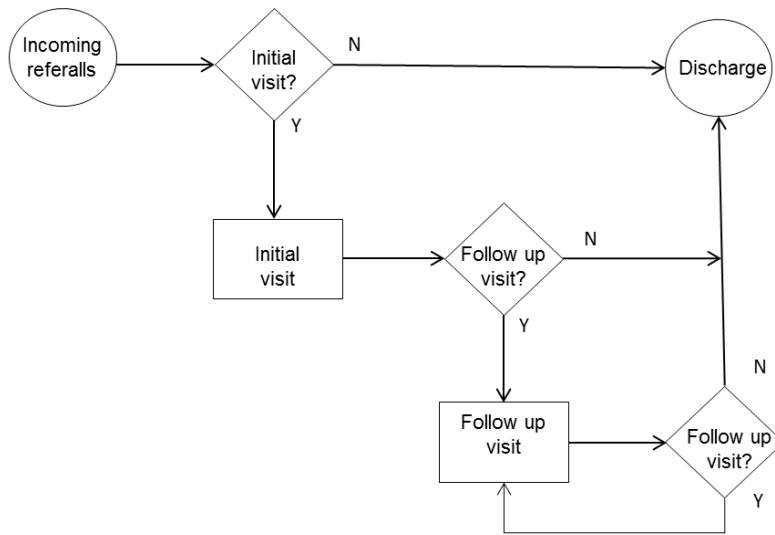 Incoming
referalls
Initial
visit?
N
Discharge
Y
Initial
visit
Follow up
visit?
N
Y
Follow up
visit
N
Follow up
visit?
Y